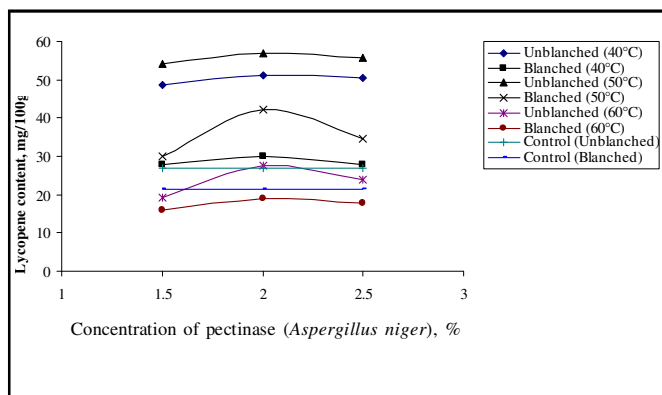 60
50
40
30
20
10
0
Lycopene content, mg/100g
1
1.5
2
2.5
3
Concentration of pectinase (Aspergillus niger), %
Unblanched (40°C)
Blanched (40°C)
Unblanched (50°C)
Blanched (50°C)
Unblanched (60°C)
Blanched (60°C)
Control (Unblanched)
Control (Blanched)